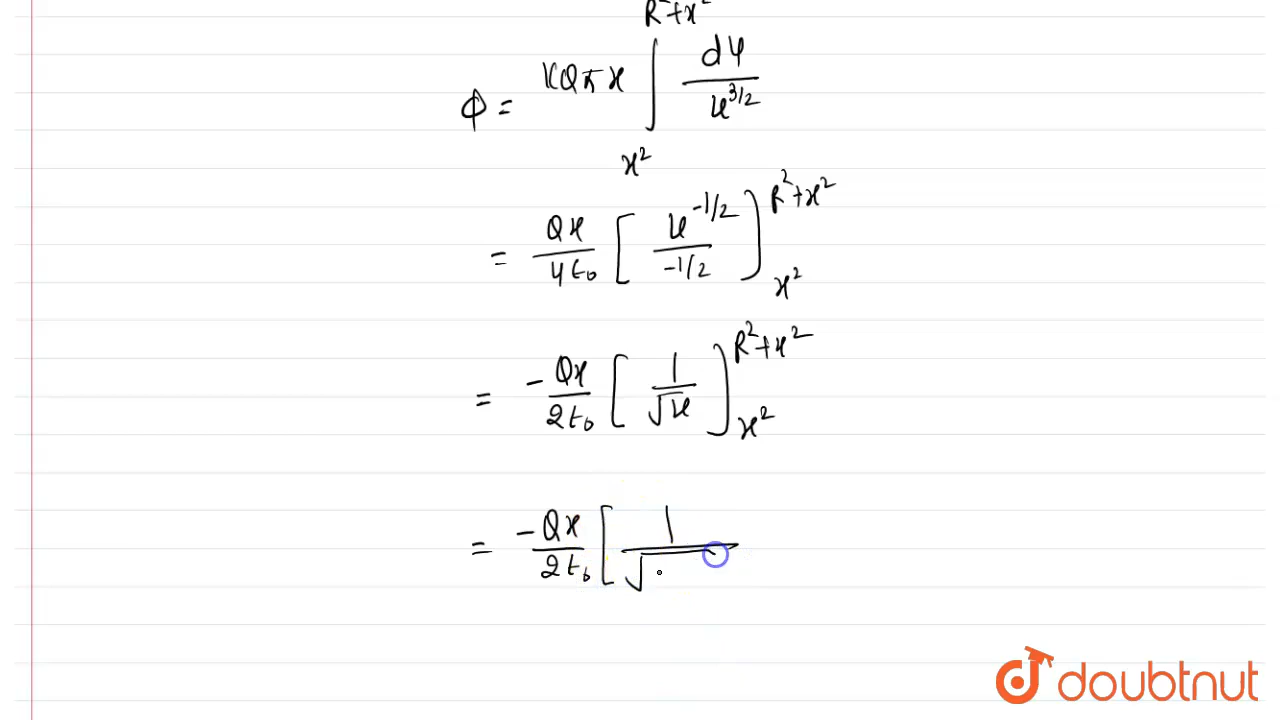 R²+x²
φ = KQπx ∫ du/u^3/2
x²
= Qx/4ε₀ [ u^-1/2 / -1/2 ] R²+x² x²
= -Qx/2ε₀ [ 1/√u ] R²+x² x²
= -Qx/2ε₀ [ 1/√
doubtnut